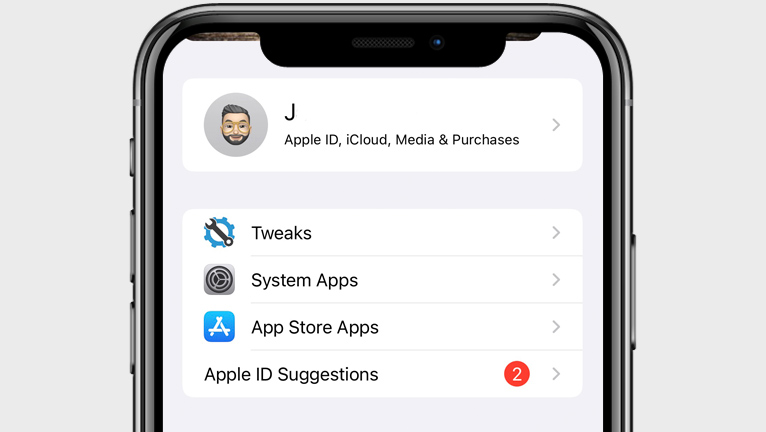 J
Apple ID, iCloud, Media & Purchases
Tweaks
System Apps
App Store Apps
Apple ID Suggestions 2